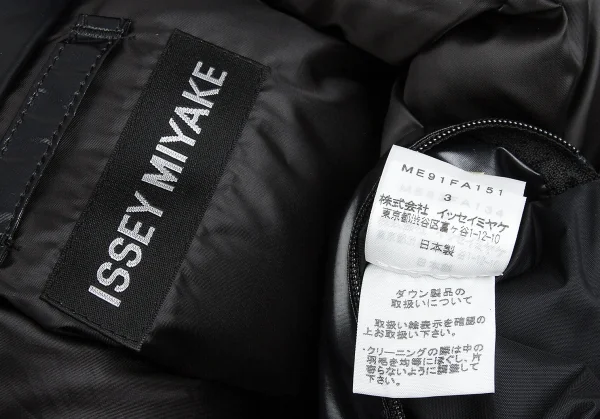 ISSEY MIYAKE
ME91FA151
3
株式会社 イッセイミヤケ
東京都渋谷区富ヶ谷1-12-10
日本製
ダウン製品の
取扱いについて
取扱い絵表示を確認の
上お取扱い下さい。
・クリーニングの際は中の
羽毛を均等に ほぐし、片
寄らないように調整して
下さい。